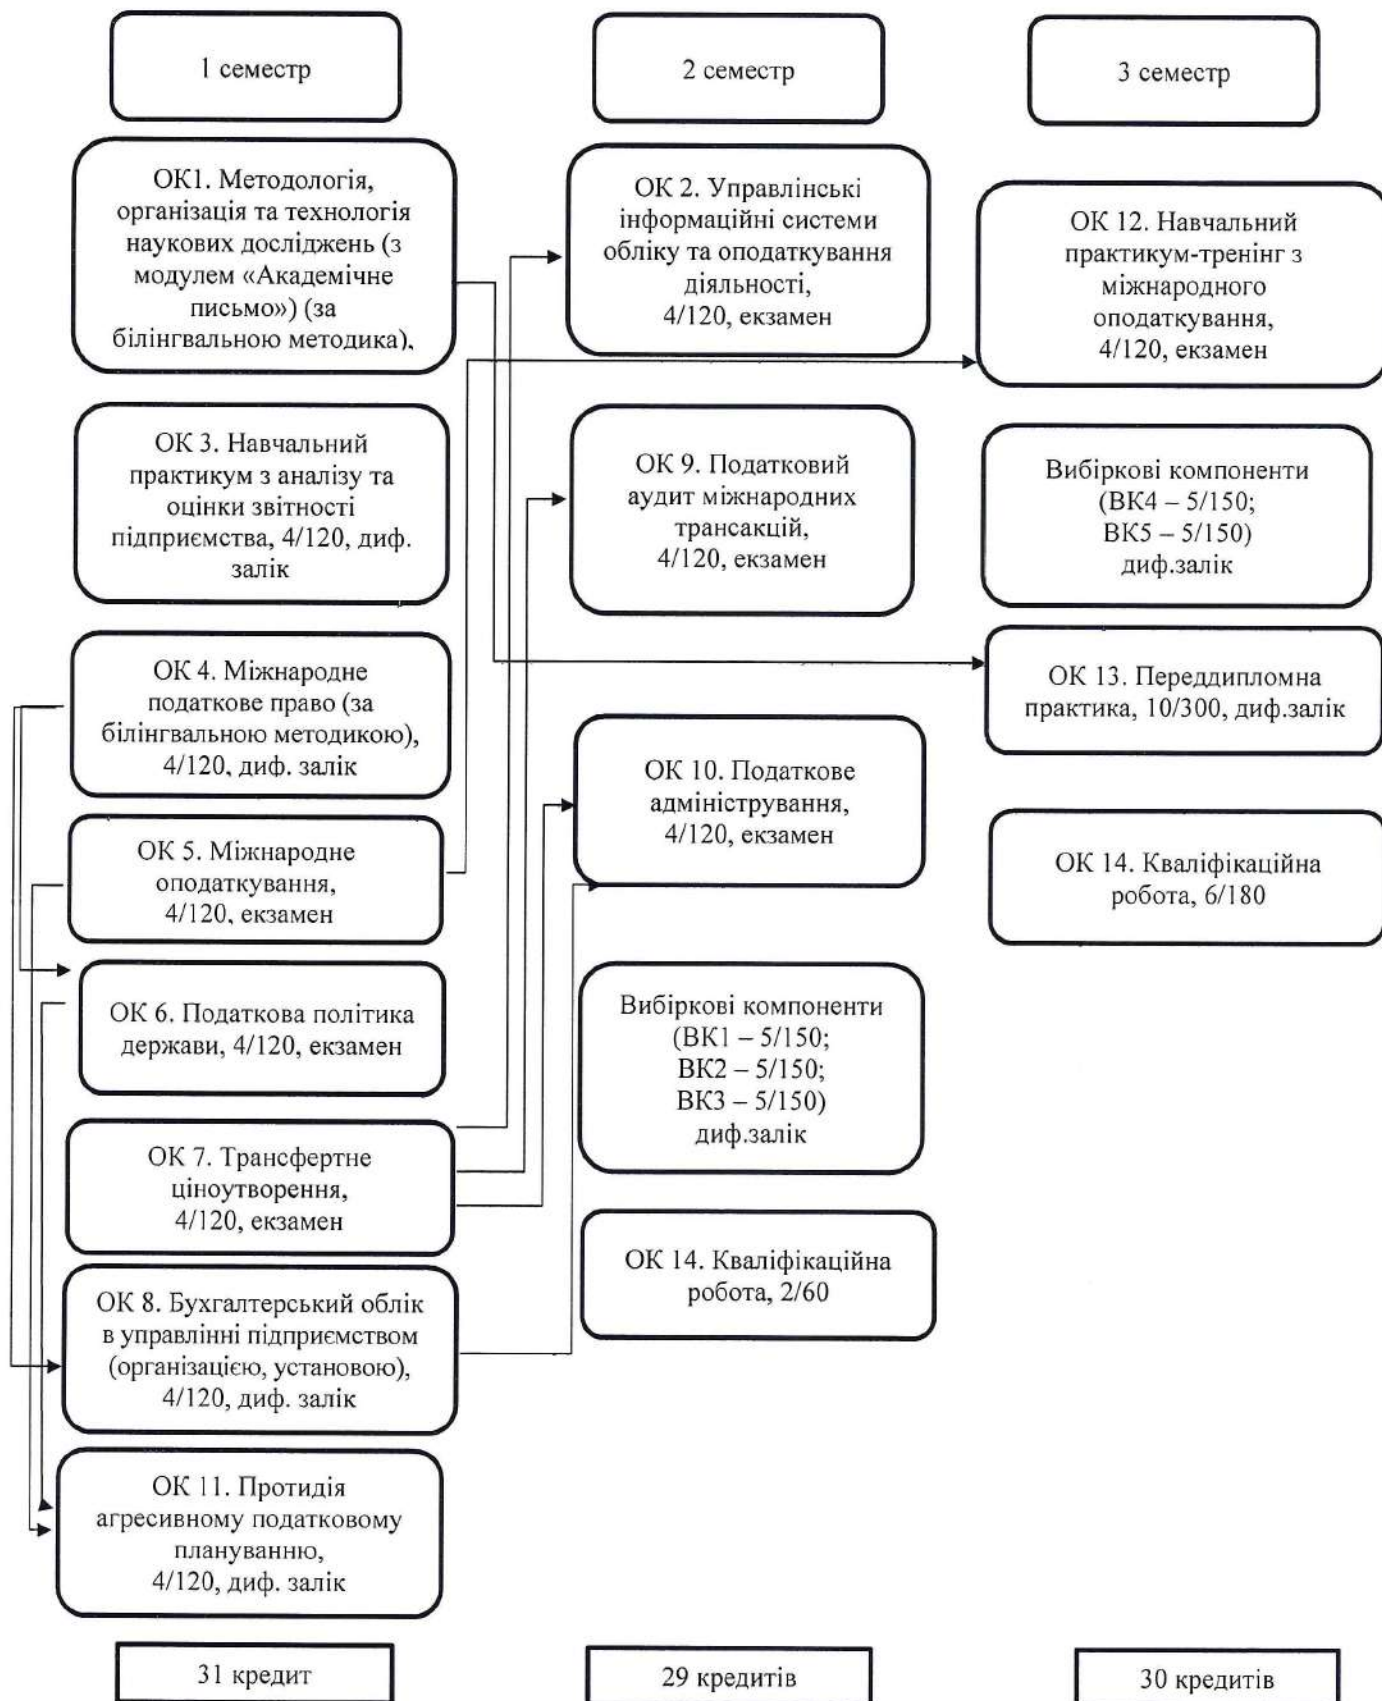 1 семестр
2 семестр
3 семестр
ОК1. Методологія,
організація та технологія
наукових досліджень (з
модулем «Академічне
письмо») (за
білінгвальною методика),
ОК 3. Навчальний
практикум з аналізу та
оцінки звітності
підприємства, 4/120, диф.
залік
ОК 4. Міжнародне
податкове право (за
білінгвальною методикою),
4/120, диф. залік
ОК 5. Міжнародне
оподаткування,
4/120, екзамен
ОК 6. Податкова політика
держави, 4/120, екзамен
ОК 7. Трансфертне
ціноутворення,
4/120, екзамен
ОК 8. Бухгалтерський облік
в управлінні підприємством
(організацією, установою),
4/120, диф. залік
ОК 11. Протидія
агресивному податковому
плануванню,
4/120, диф. залік
31 кредит
ОК 2. Управлінські
інформаційні системи
обліку та оподаткування
діяльності,
4/120, екзамен
ОК 9. Податковий
аудит міжнародних
трансакцій,
4/120, екзамен
ОК 10. Податкове
адміністрування,
4/120, екзамен
Вибіркові компоненти
(ВК1 – 5/150;
ВК2 – 5/150;
ВК3 – 5/150)
диф.залік
ОК 14. Кваліфікаційна
робота, 2/60
29 кредитів
ОК 12. Навчальний
практикум-тренінг з
міжнародного
оподаткування,
4/120, екзамен
Вибіркові компоненти
(ВК4 – 5/150;
ВК5 – 5/150)
диф.залік
ОК 13. Переддипломна
практика, 10/300, диф.залік
ОК 14. Кваліфікаційна
робота, 6/180
30 кредитів